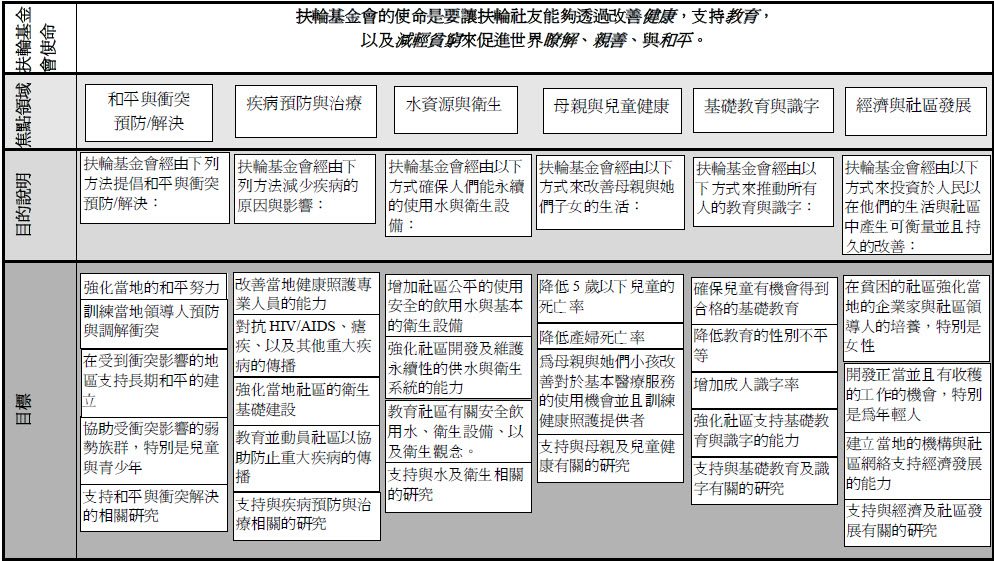 扶輪基金
會使命
扶輪基金會的使命是要讓扶輪社友能夠透過改善健康，支持教育，
以及減輕貧窮來促進世界瞭解、親善、與和平。
焦點領域
和平與衝突
預防/解決
疾病預防與治療
水資源與衛生
母親與兒童健康
基礎教育與識字
經濟與社區發展
目的說明
扶輪基金會經由下列
方法提倡和平與衝突
預防/解決：
扶輪基金會經由下
列方法減少疾病的
原因與影響：
扶輪基金會經由以下
方式確保人們能永續
的使用水與衛生設
備：
扶輪基金會經由以下
方式來改善母親與她
們子女的生活：
扶輪基金會經由以
下方式來推動所有
人的教育與識字：
扶輪基金會經由以下
方式來投資於人民以
在他們的生活與社區
中產生可衡量並且持
久的改善：
目標
強化當地的和平努力
訓練當地領導人預防
與調解衝突
在受到衝突影響的地
區支持長期和平的建
立
協助受衝突影響的弱
勢族群，特別是兒童
與青少年
支持和平與衝突解決
的相關研究
改善當地健康照護專
業人員的能力
對抗 HIV/AIDS、瘧
疾、以及其他重大疾
病的傳播
強化當地社區的衛生
基礎建設
教育並動員社區以協
助防止重大疾病的傳
播
支持與疾病預防與治
療相關的研究
增加社區公平的使用
安全的飲用水與基本
的衛生設備
強化社區開發及維護
永續性的供水與衛生
系統的能力
教育社區有關安全飲
用水、衛生設備、以
及衛生觀念。
支持與水及衛生相關
的研究
降低 5 歲以下兒童的
死亡率
降低產婦死亡率
為母親與她們小孩改
善對於基本醫療服務
的使用機會並且訓練
健康照護提供者
支持與母親及兒童健
康有關的研究
確保兒童有機會得到
合格的基礎教育
降低教育的性別不平
等
增加成人識字率
強化社區支持基礎教
育與識字的能力
支持與基礎教育及識
字有關的研究
在貧困的社區強化當
地的企業家與社區領
導人的培養，特別是
女性
開發正當並且有收穫
的工作的機會，特別
是為年輕人
建立當地的機構與社
區網絡支持經濟發展
的能力
支持與經濟及社區發
展有關的研究